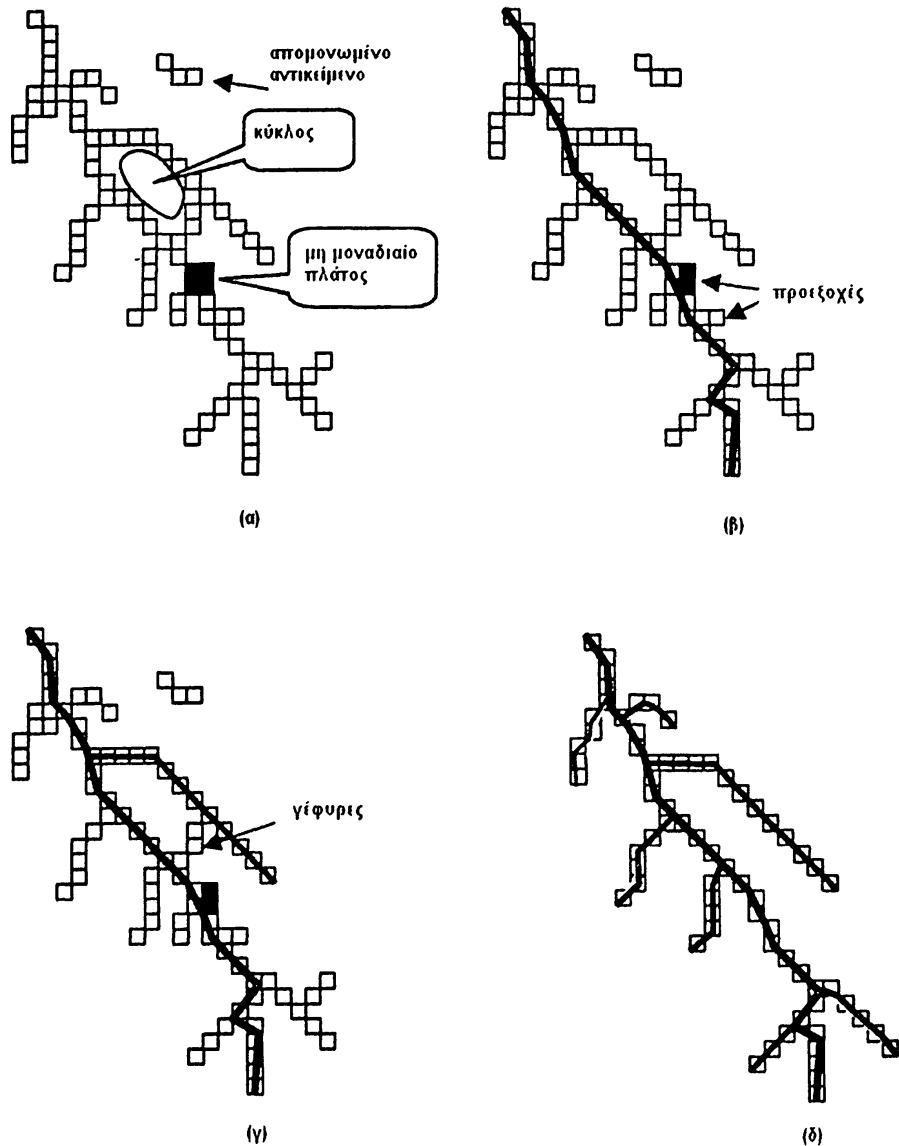 απομονωμένο
αντικείμενο
κύκλος
μη μοναδιαίο
πλάτος
προεξοχές
(α)
(β)
γέφυρες
(γ)
(δ)